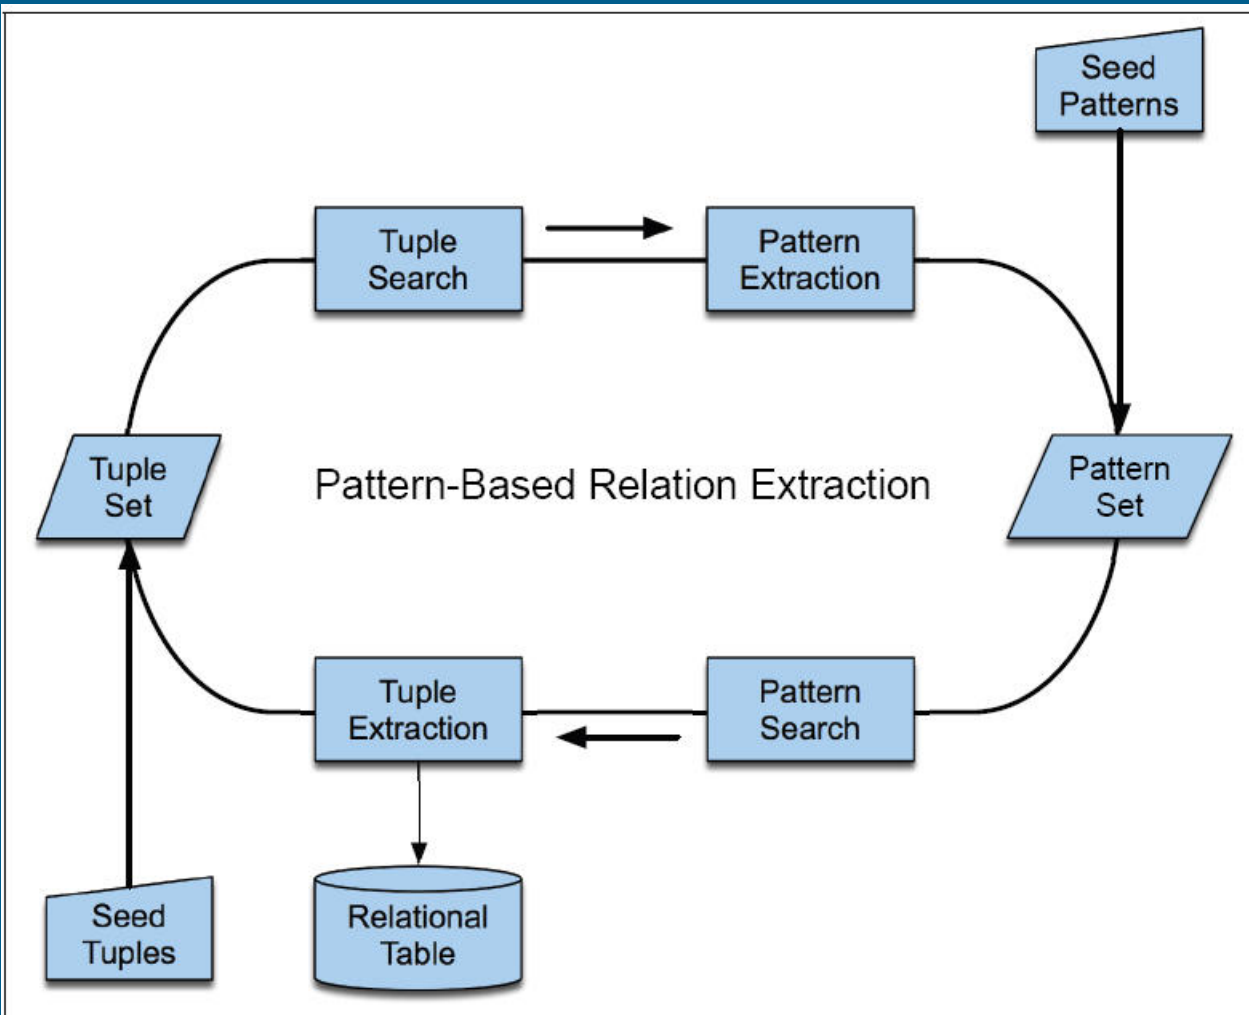 Seed
Patterns
Tuple
Search
Pattern
Extraction
Tuple
Set
Pattern-Based Relation Extraction
Pattern
Set
Tuple
Extraction
Pattern
Search
Seed
Tuples
Relational
Table